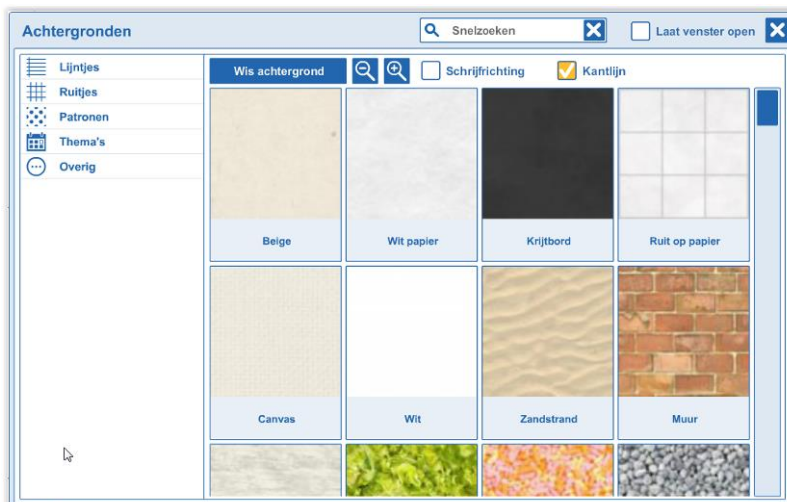 Achtergronden
Snelzoeken
Laat venster open
Lijntjes
Ruitjes
Patronen
Thema's
Overig
Wis achtergrond
Schrijfrichting
Kantlijn
Beige
Wit papier
Krijtbord
Ruit op papier
Canvas
Wit
Zandstrand
Muur